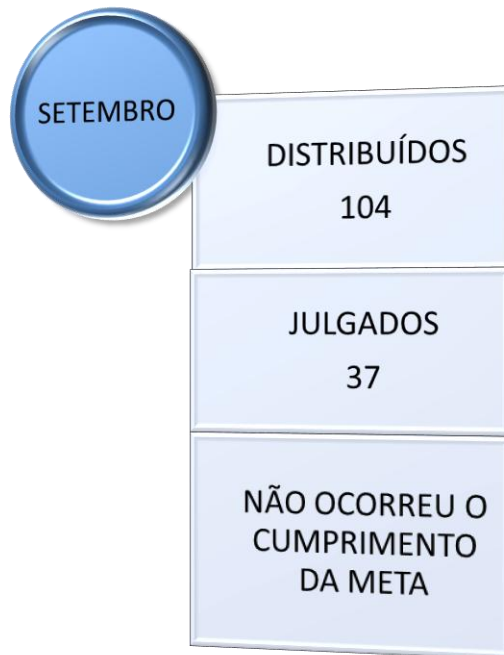 SETEMBRO
DISTRIBUÍDOS
104
JULGADOS
37
NÃO OCORREU O
CUMPRIMENTO
DA META